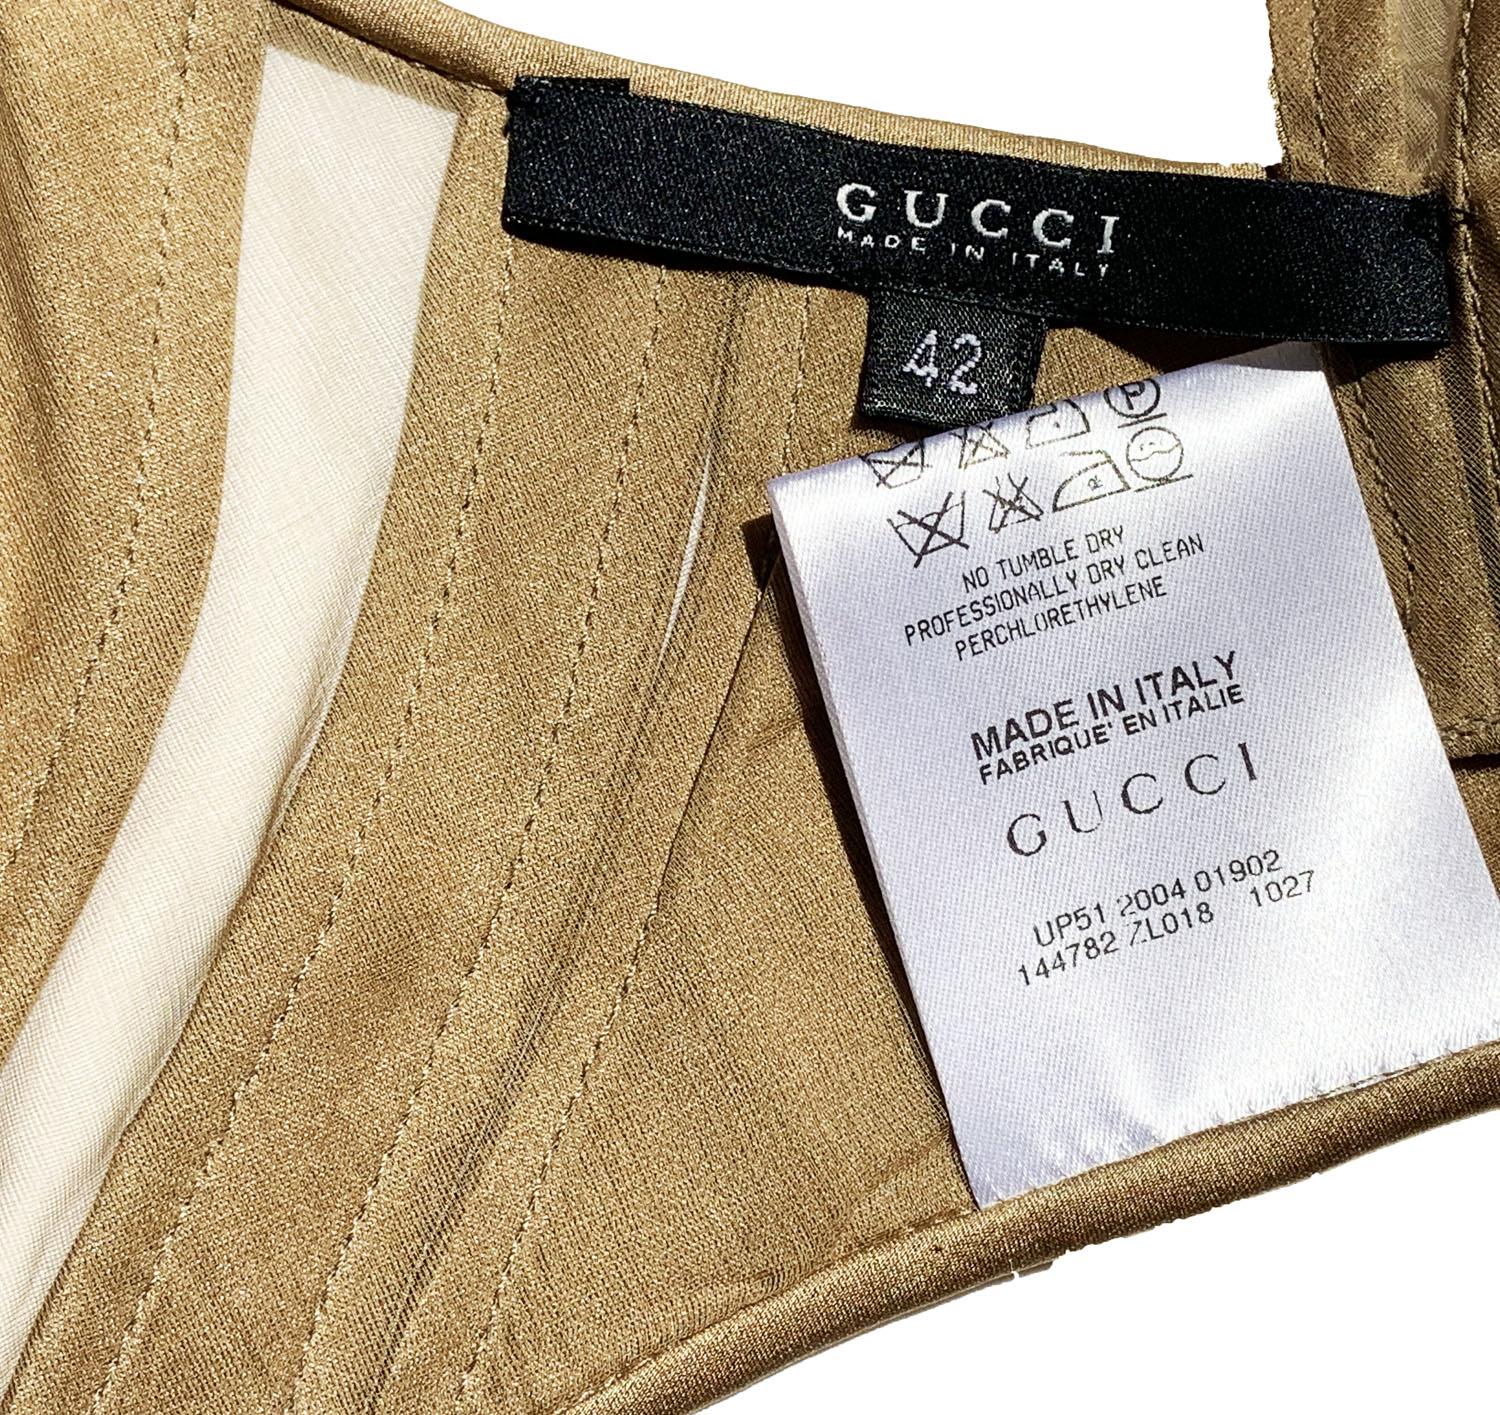 GUCCI
MADE IN ITALY
42
P
NO TUMBLE DRY
PROFESSIONALLY DRY CLEAN
PERCHLORETHYLENE
MADE IN ITALY
FABRIQUE' EN ITALIE
GUCCI
UP51 2004 01902
144782 ZL018 1027